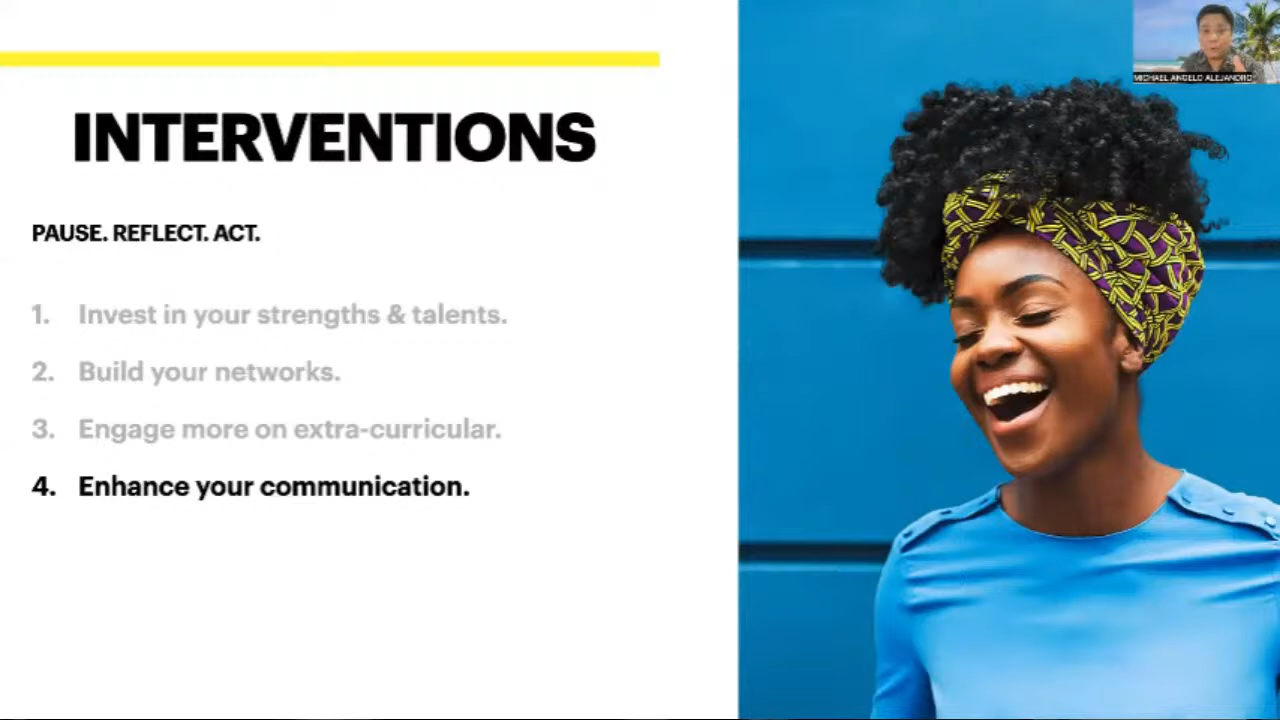 MICHAEL ANGELO ALEJANDRO
INTERVENTIONS
PAUSE. REFLECT. ACT.
1. Invest in your strengths & talents.
2. Build your networks.
3. Engage more on extra-curricular.
4. Enhance your communication.